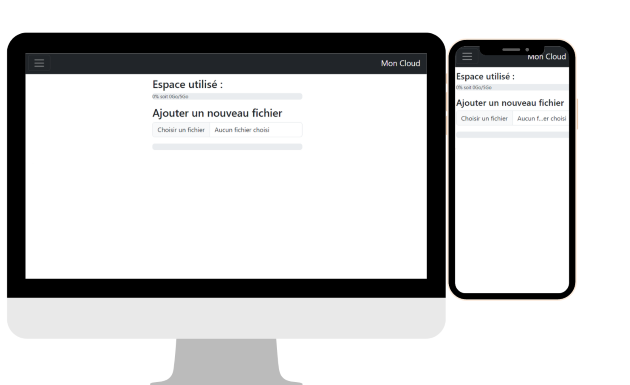 Mon Cloud
Espace utilisé :
0% soit 0Go/5Go
Ajouter un nouveau fichier
Choisir un fichier Aucun fichier choisi
Mon Cloud
Espace utilisé :
0% soit 0Go/5Go
Ajouter un nouveau fichier
Choisir un fichier Aucun f...er choisi